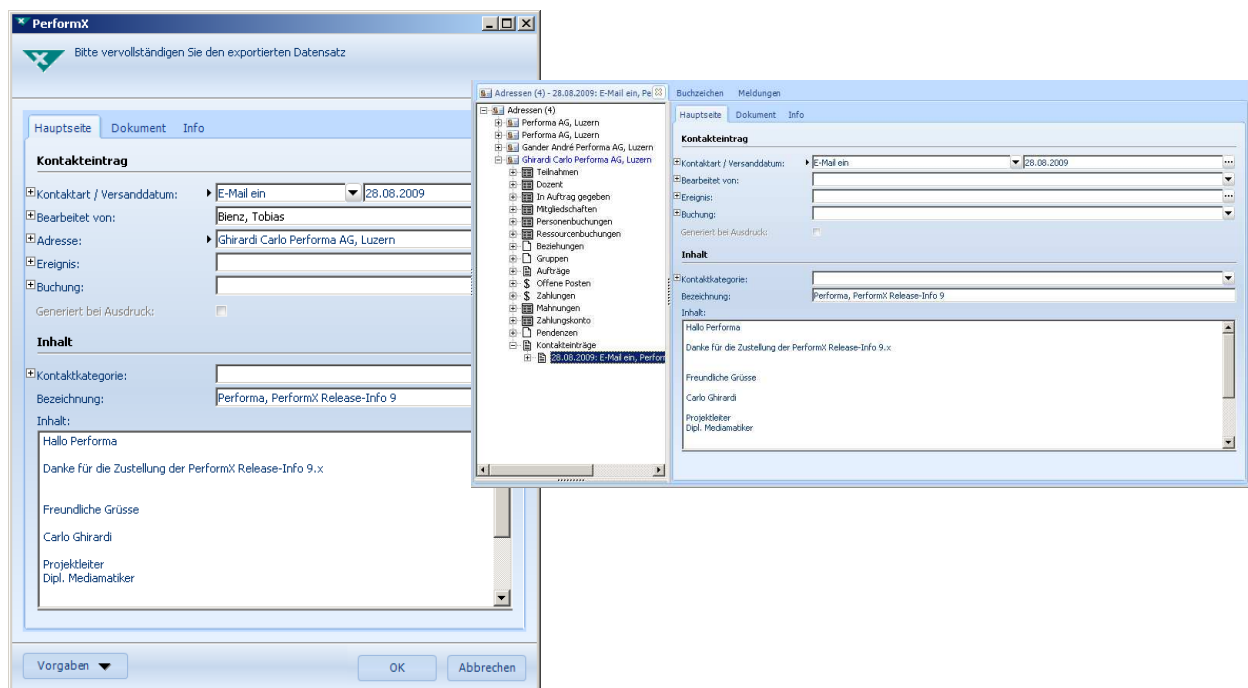 PerformX
Bitte vervollständigen Sie den exportierten Datensatz
Hauptseite Dokument Info
Kontakteintrag
Kontaktart / Versanddatum: E-Mail ein 28.08.2009
Bearbeitet von: Bienz, Tobias
Adresse: Ghirardi Carlo Performa AG, Luzern
Ereignis:
Buchung:
Generiert bei Ausdruck:
Inhalt
Kontaktkategorie:
Bezeichnung: Performa, PerformX Release-Info 9
Inhalt:
Hallo Performa
Danke für die Zustellung der PerformX Release-Info 9.x
Freundliche Grüsse
Carlo Ghirardi
Projektleiter
Dipl. Mediamatiker
Vorgaben OK Abbrechen
Adressen (4) - 28.08.2009: E-Mail ein, Pe
Adressen (4)
Performa AG, Luzern
Performa AG, Luzern
Gander André Performa AG, Luzern
Ghirardi Carlo Performa AG, Luzern
Teilnahmen
Dozent
In Auftrag gegeben
Mitgliedschaften
Personenbuchungen
Ressourcenbuchungen
Beziehungen
Gruppen
Aufträge
Offene Posten
Zahlungen
Mahnungen
Zahlungskonto
Pendenzen
Kontakteinträge
28.08.2009: E-Mail ein, Perform
Buchzeichen Meldungen
Hauptseite Dokument Info
Kontakteintrag
Kontaktart / Versanddatum: E-Mail ein 28.08.2009
Bearbeitet von:
Ereignis:
Buchung:
Generiert bei Ausdruck:
Inhalt
Kontaktkategorie:
Bezeichnung: Performa, PerformX Release-Info 9
Inhalt:
Hallo Performa
Danke für die Zustellung der PerformX Release-Info 9.x
Freundliche Grüsse
Carlo Ghirardi
Projektleiter
Dipl. Mediamatiker